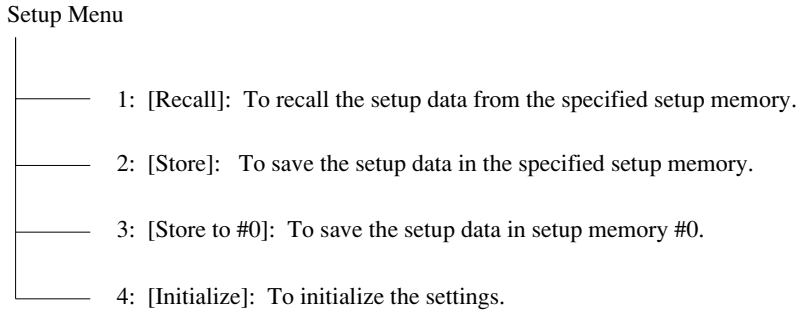 Setup Menu
1: [Recall]: To recall the setup data from the specified setup memory.
2: [Store]: To save the setup data in the specified setup memory.
3: [Store to #0]: To save the setup data in setup memory #0.
4: [Initialize]: To initialize the settings.